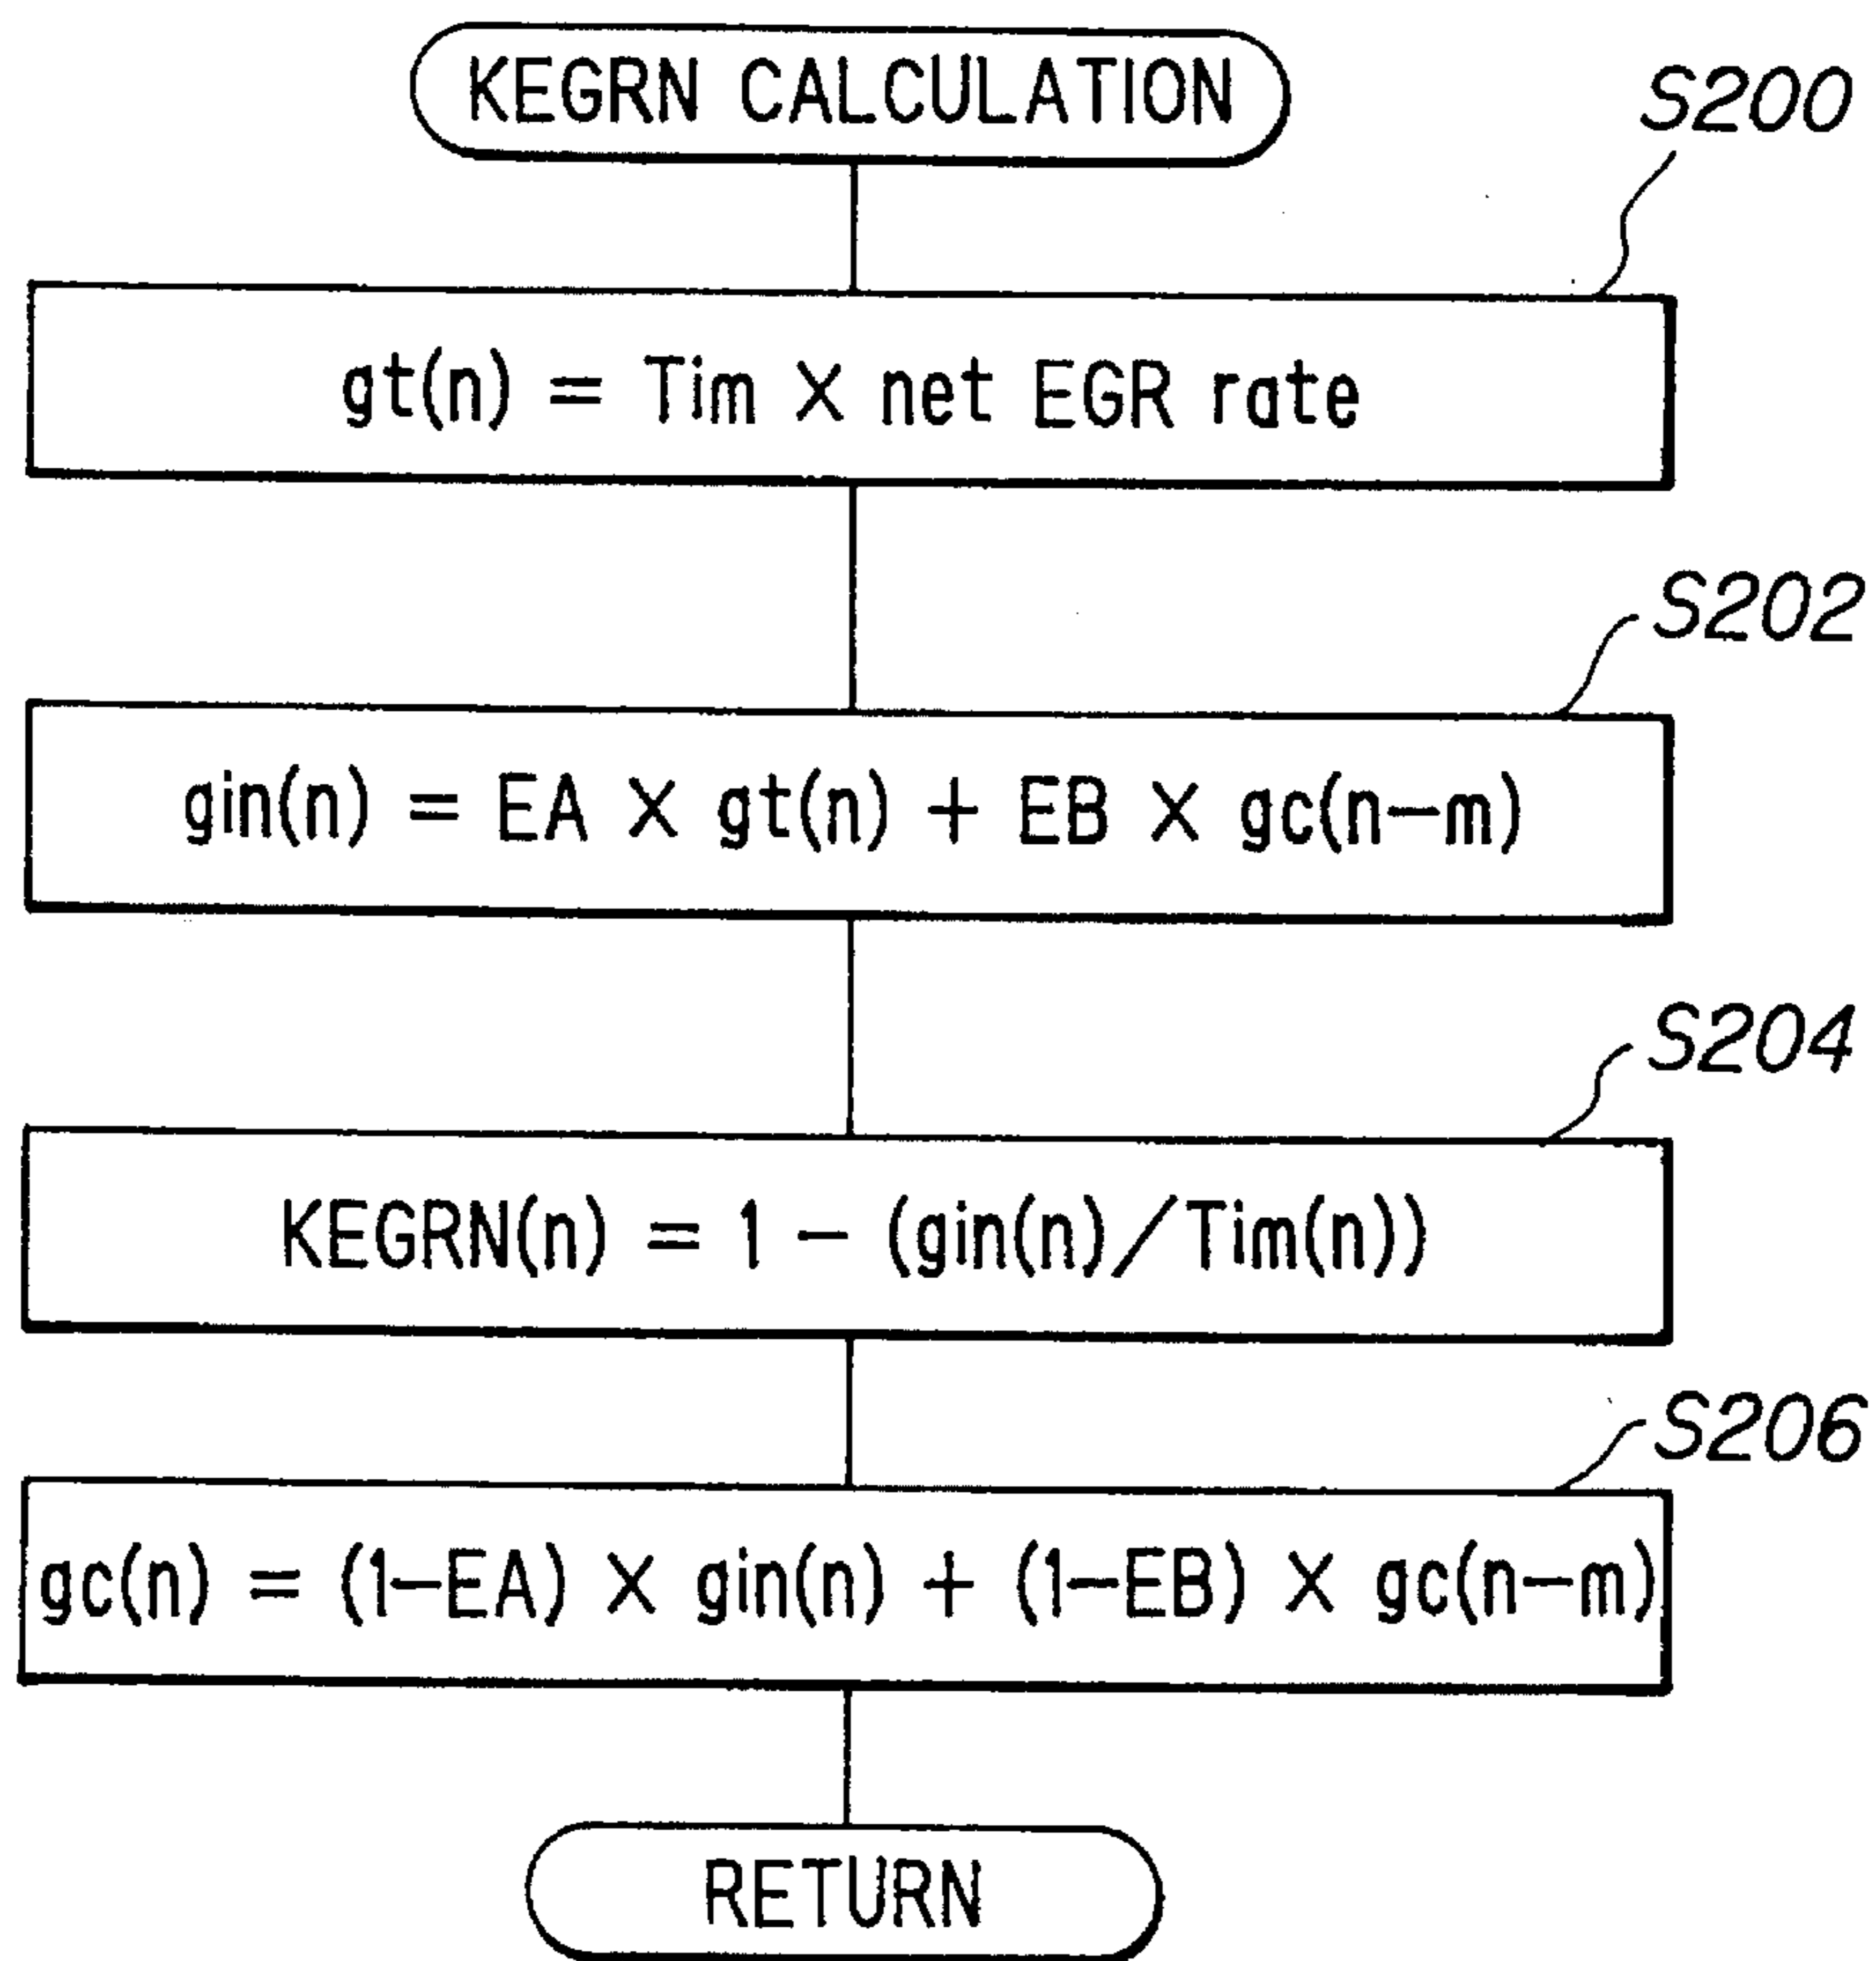 KEGRN CALCULATION
S200
gt(n) = Tim X net EGR rate
S202
gin(n) = EA X gt(n) + EB X gc(n-m)
S204
KEGRN(n) = 1 - (gin(n)/Tim(n))
S206
gc(n) = (1-EA) X gin(n) + (1-EB) X gc(n-m)
RETURN